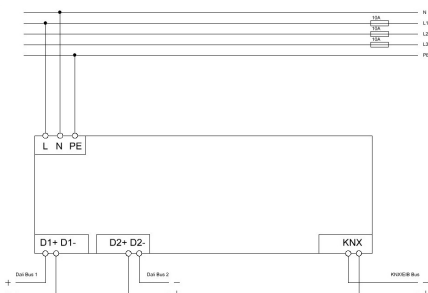 N
10A
L1
10A
L2
10A
L3
PE
L N PE
D1+ D1-
D2+ D2-
KNX
Dali Bus 1
Dali Bus 2
KNX/EIB Bus
+
-
+
-
+